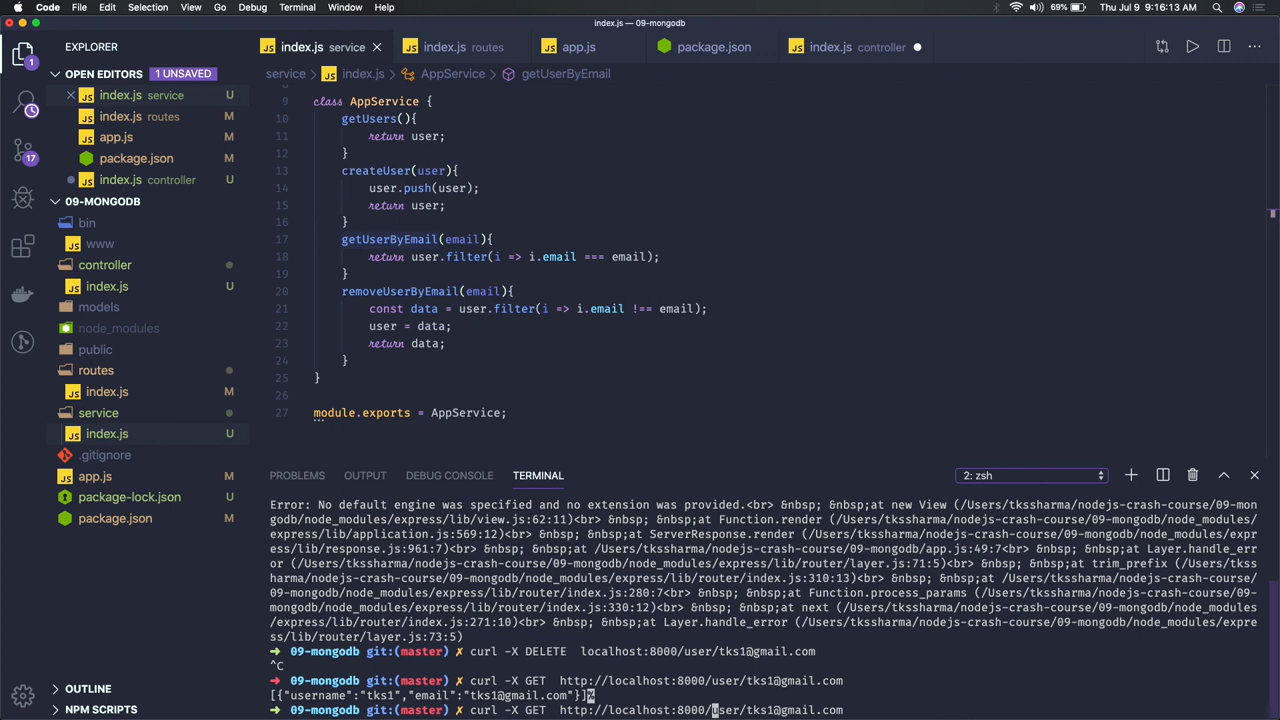 Code File Edit Selection View Go Debug Terminal Window Help 69% Thu Jul 9 9:16:13 AM
index.js — 09-mongodb
EXPLORER
OPEN EDITORS 1 UNSAVED
index.js service U
index.js routes M
app.js M
package.json M
index.js controller U
09-MONGODB
bin
www
controller
index.js U
models
node_modules
public
routes
index.js M
service
index.js U
.gitignore
app.js M
package-lock.json U
package.json M
OUTLINE
NPM SCRIPTS
1
17
index.js service index.js routes app.js package.json index.js controller
service index.js AppService getUserByEmail
9 class AppService {
10 getUsers(){
11 return user;
12 }
13 createUser(user){
14 user.push(user);
15 return user;
16 }
17 getUserByEmail(email){
18 return user.filter(i => i.email === email);
19 }
20 removeUserByEmail(email){
21 const data = user.filter(i => i.email !== email);
22 user = data;
23 return data;
24 }
25 }
26
27 module.exports = AppService;
PROBLEMS OUTPUT DEBUG CONSOLE TERMINAL 2: zsh
Error: No default engine was specified and no extension was provided.<br> &nbsp; &nbsp;at new View (/Users/tkssharma/nodejs-crash-course/09-mon
godb/node_modules/express/lib/view.js:62:11)<br> &nbsp; &nbsp;at Function.render (/Users/tkssharma/nodejs-crash-course/09-mongodb/node_modules/
express/lib/application.js:569:12)<br> &nbsp; &nbsp;at ServerResponse.render (/Users/tkssharma/nodejs-crash-course/09-mongodb/node_modules/expr
ess/lib/response.js:961:7)<br> &nbsp; &nbsp;at /Users/tkssharma/nodejs-crash-course/09-mongodb/app.js:49:7<br> &nbsp; &nbsp;at Layer.handle_err
or (/Users/tkssharma/nodejs-crash-course/09-mongodb/node_modules/express/lib/router/layer.js:71:5)<br> &nbsp; &nbsp;at trim_prefix (/Users/tkss
harma/nodejs-crash-course/09-mongodb/node_modules/express/lib/router/index.js:310:13)<br> &nbsp; &nbsp;at /Users/tkssharma/nodejs-crash-course/
09-mongodb/node_modules/express/lib/router/index.js:280:7<br> &nbsp; &nbsp;at Function.process_params (/Users/tkssharma/nodejs-crash-course/09-
mongodb/node_modules/express/lib/router/index.js:330:12)<br> &nbsp; &nbsp;at next (/Users/tkssharma/nodejs-crash-course/09-mongodb/node_modules
/express/lib/router/index.js:271:10)<br> &nbsp; &nbsp;at Layer.handle_error (/Users/tkssharma/nodejs-crash-course/09-mongodb/node_modules/expre
ss/lib/router/layer.js:73:5)
➜ 09-mongodb git:(master) ✗ curl -X DELETE localhost:8000/user/tks1@gmail.com
^C
➜ 09-mongodb git:(master) ✗ curl -X GET http://localhost:8000/user/tks1@gmail.com
[{"username":"tks1","email":"tks1@gmail.com"}]%
➜ 09-mongodb git:(master) ✗ curl -X GET http://localhost:8000/user/tks1@gmail.com